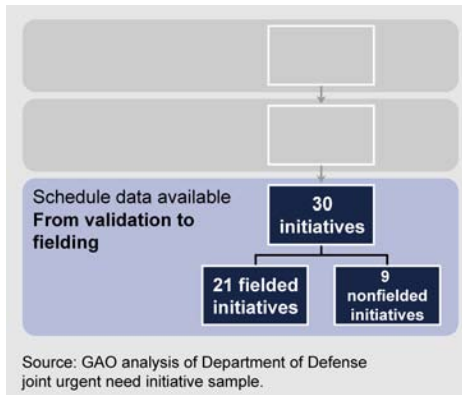 Schedule data available
From validation to
fielding
30
initiatives
21 fielded
initiatives
9
nonfielded
initiatives
Source: GAO analysis of Department of Defense
joint urgent need initiative sample.